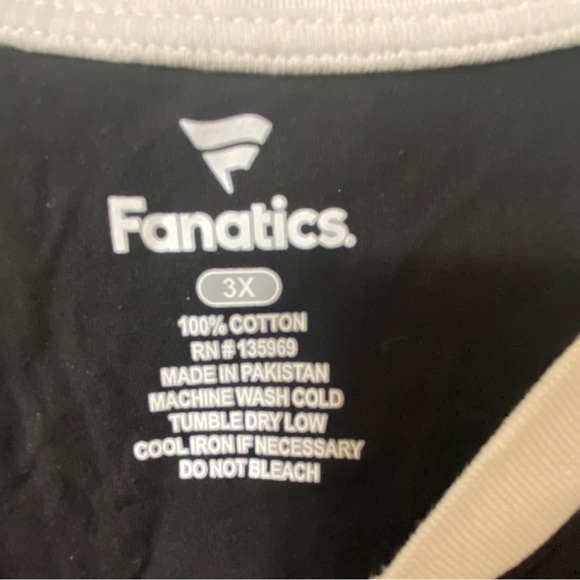 Fanatics.
3X
100% COTTON
RN # 135969
MADE IN PAKISTAN
MACHINE WASH COLD
TUMBLE DRY LOW
COOL IRON IF NECESSARY
DO NOT BLEACH